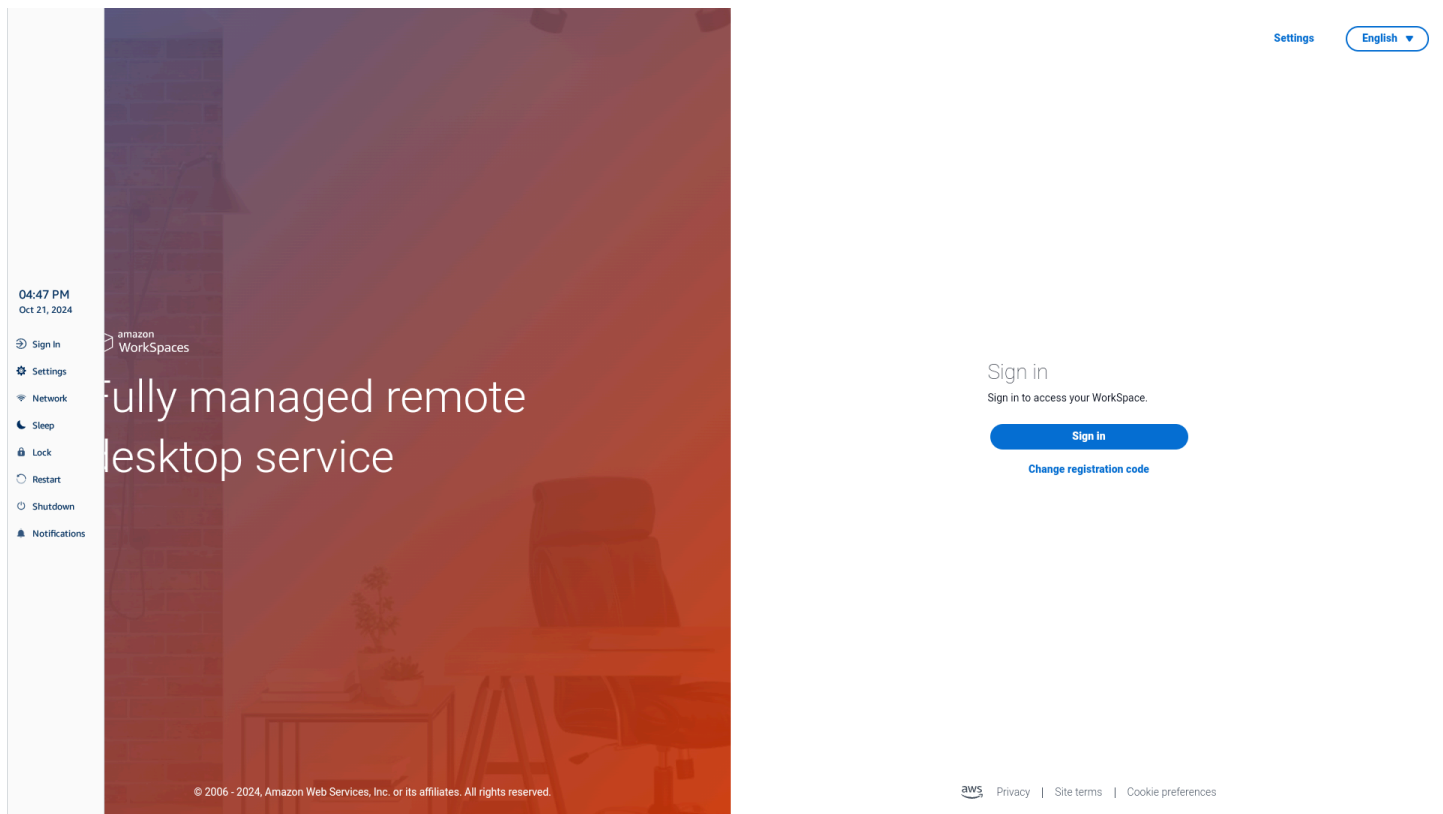 04:47 PM
Oct 21, 2024
Sign In
Settings
Network
Sleep
Lock
Restart
Shutdown
Notifications
amazon
WorkSpaces
Fully managed remote
desktop service
© 2006 - 2024, Amazon Web Services, Inc. or its affiliates. All rights reserved.
Settings
English
Sign in
Sign in to access your WorkSpace.
Sign in
Change registration code
aws Privacy | Site terms | Cookie preferences